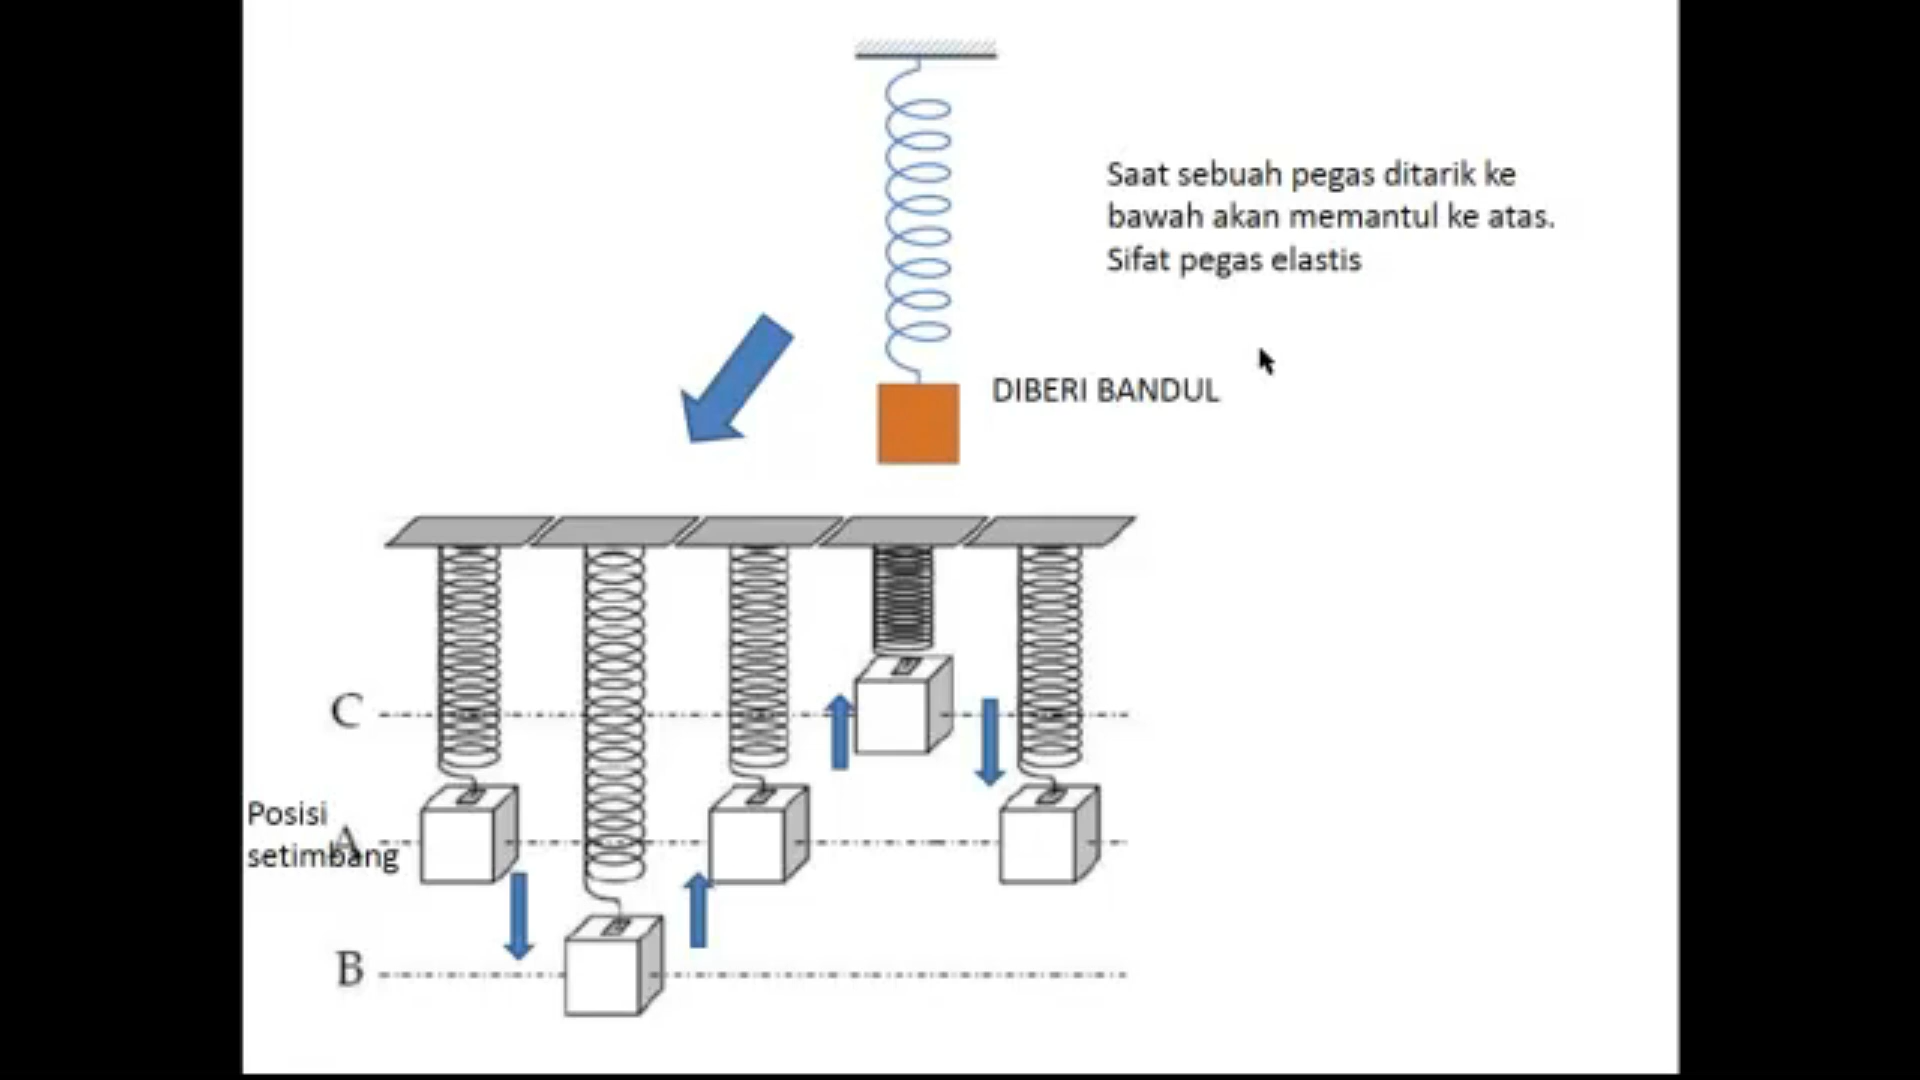 Saat sebuah pegas ditarik ke
bawah akan memantul ke atas.
Sifat pegas elastis
DIBERI BANDUL
C
Posisi
A
setimbang
B